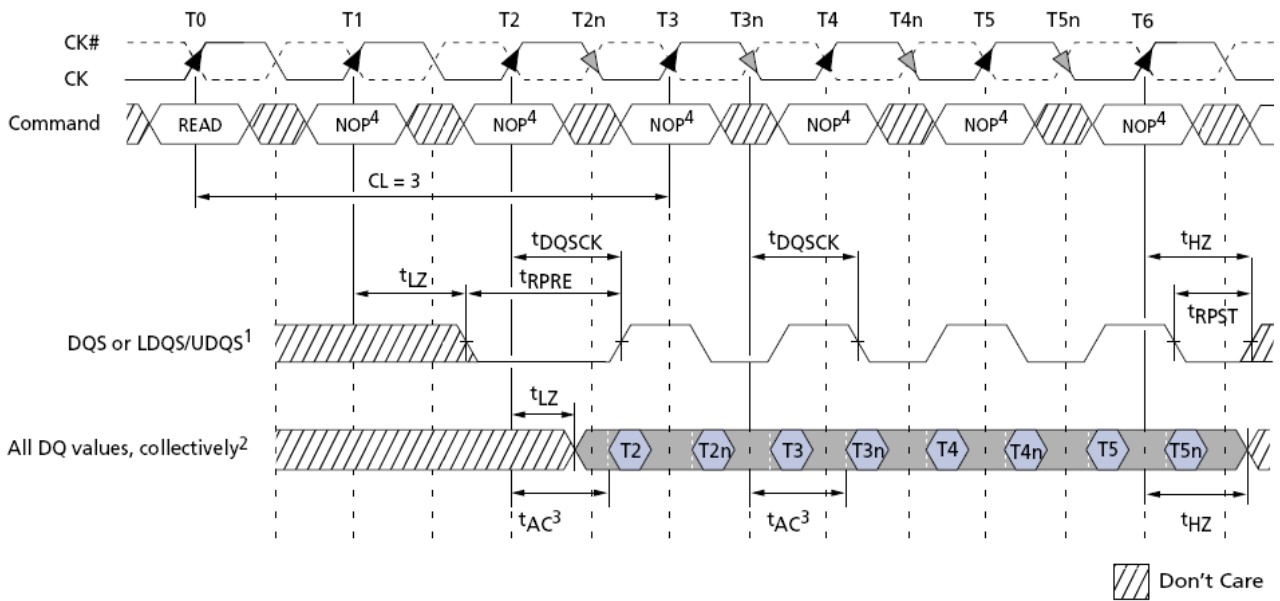 T0 T1 T2 T2n T3 T3n T4 T4n T5 T5n T6
CK#
CK
Command READ NOP⁴ NOP⁴ NOP⁴ NOP⁴ NOP⁴ NOP⁴
CL = 3
tDQSCK tDQSCK tHZ
tLZ tRPRE
tRPST
DQS or LDQS/UDQS¹
tLZ
All DQ values, collectively² T2 T2n T3 T3n T4 T4n T5 T5n
tAC³ tAC³ tHZ
Don't Care